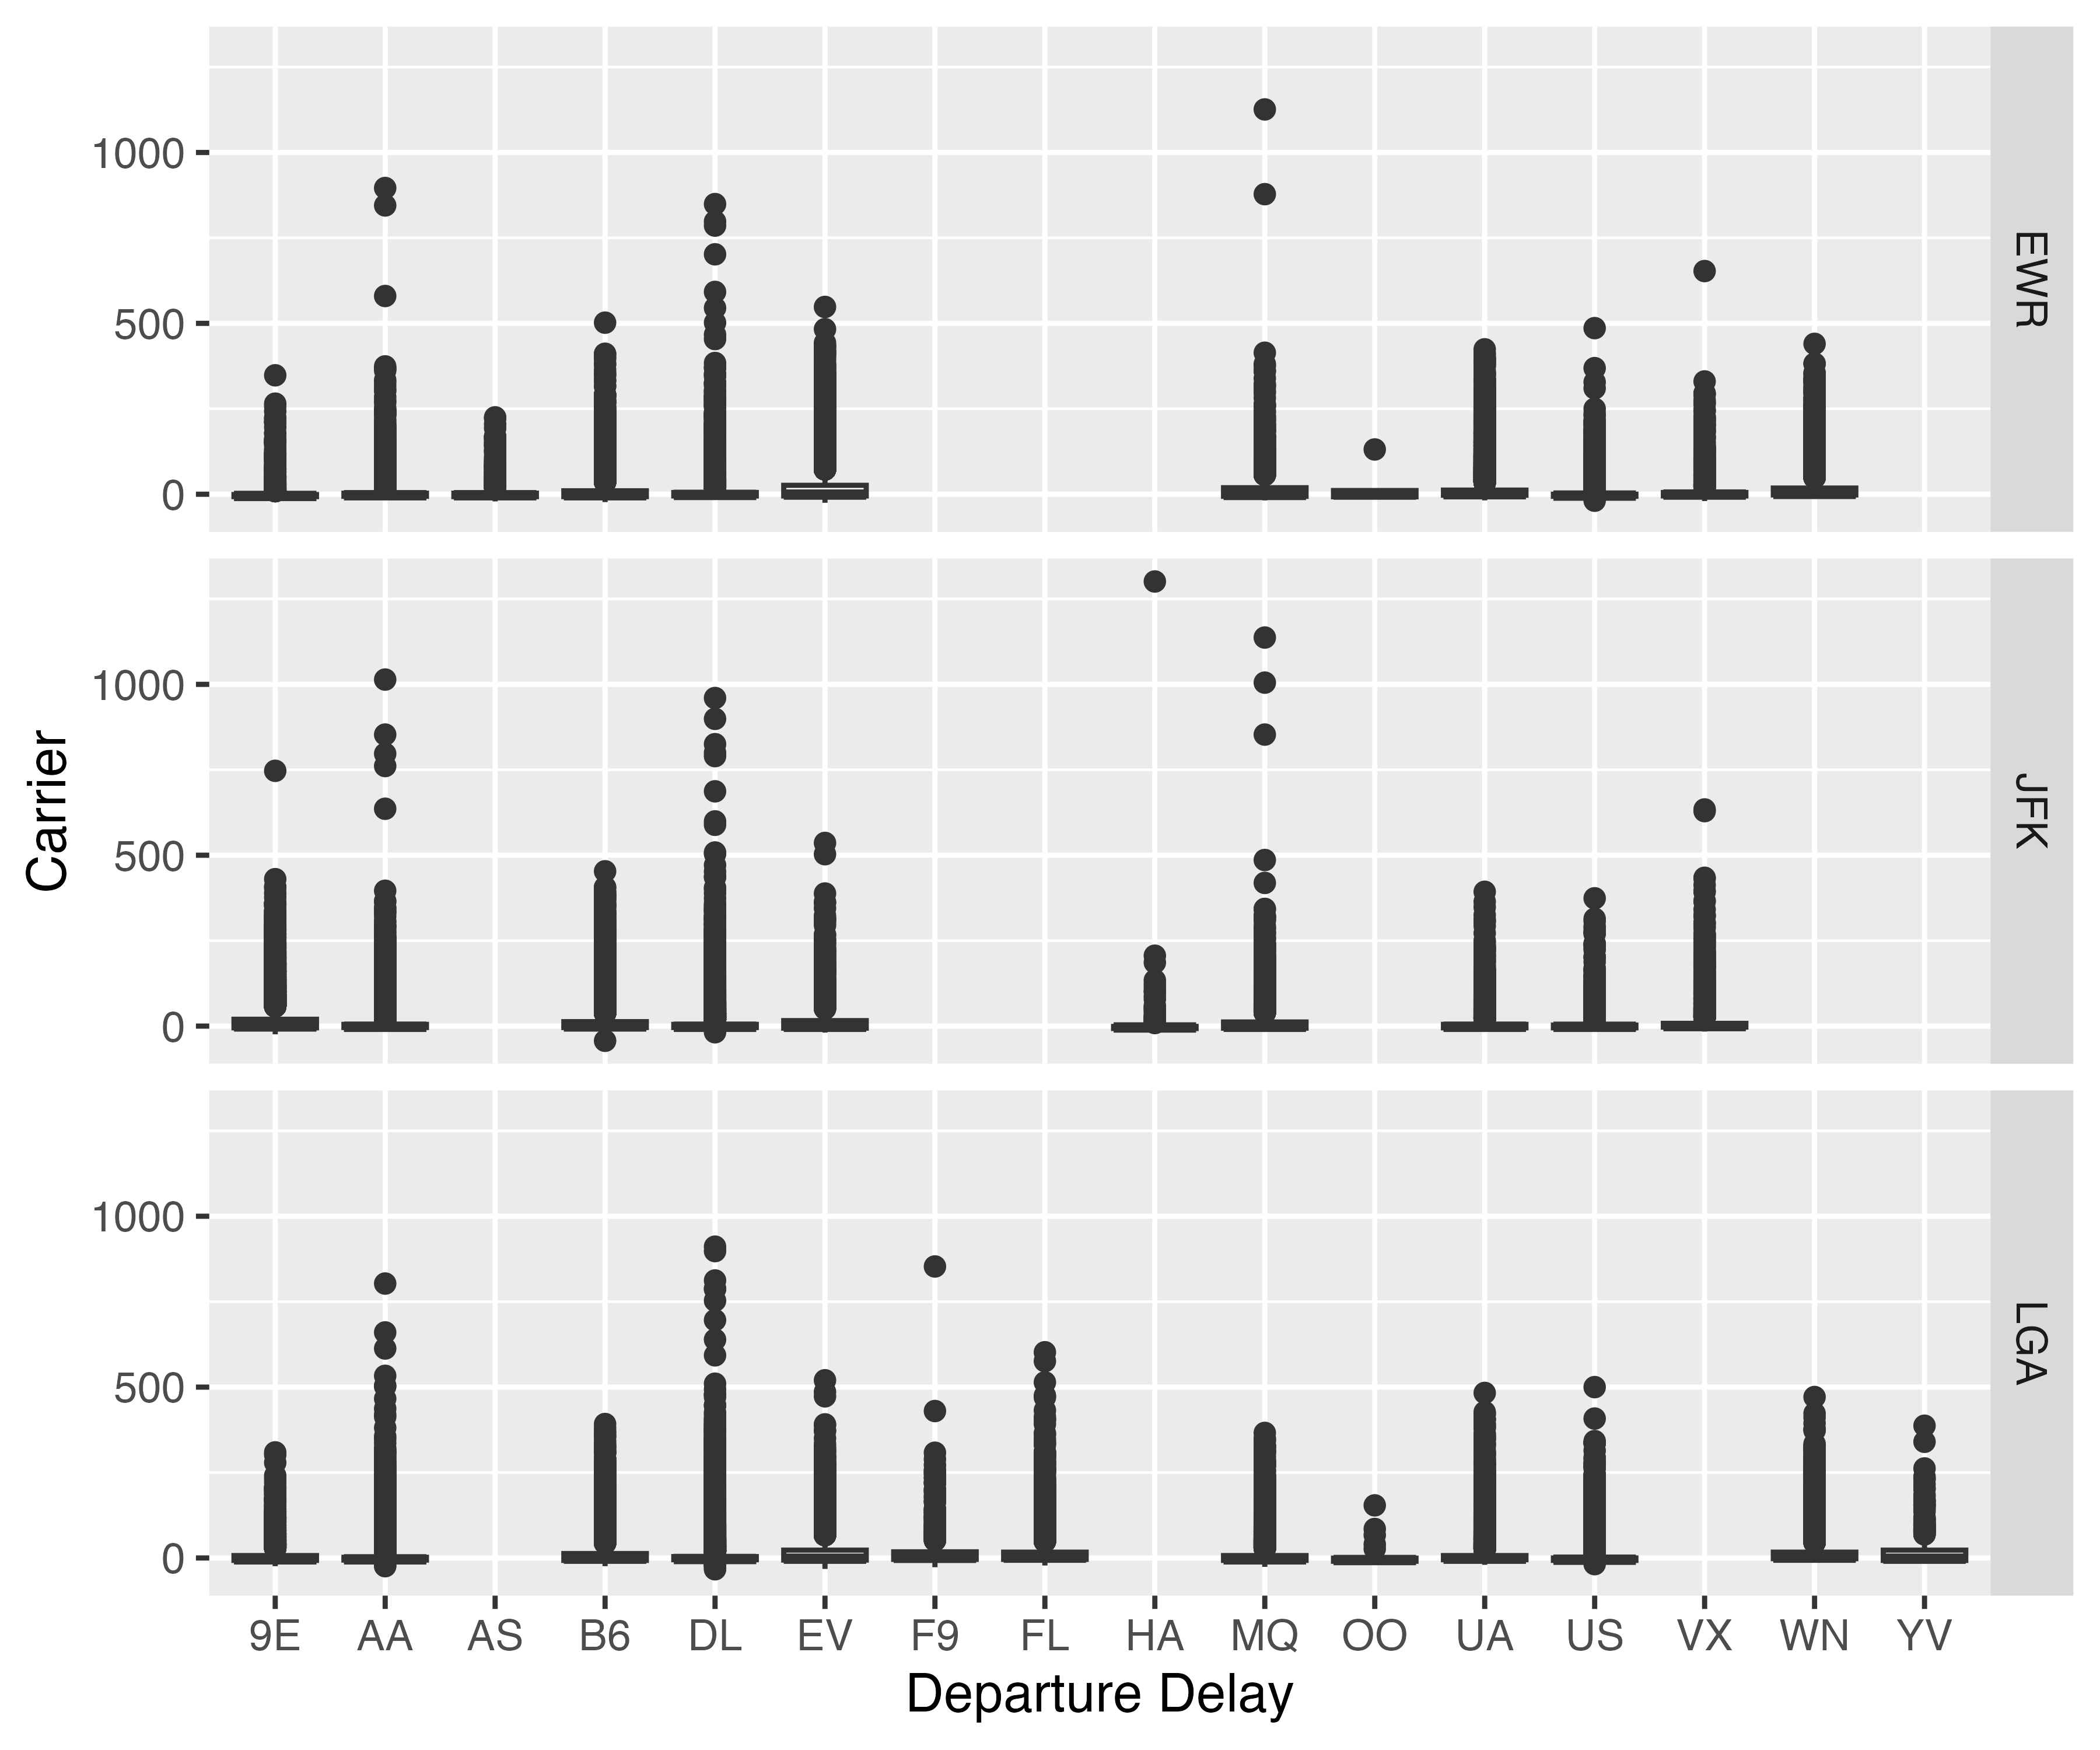 1000
500
0
EWR
1000
500
0
JFK
Carrier
1000
500
0
LGA
9E AA AS B6 DL EV F9 FL HA MQ OO UA US VX WN YV
Departure Delay